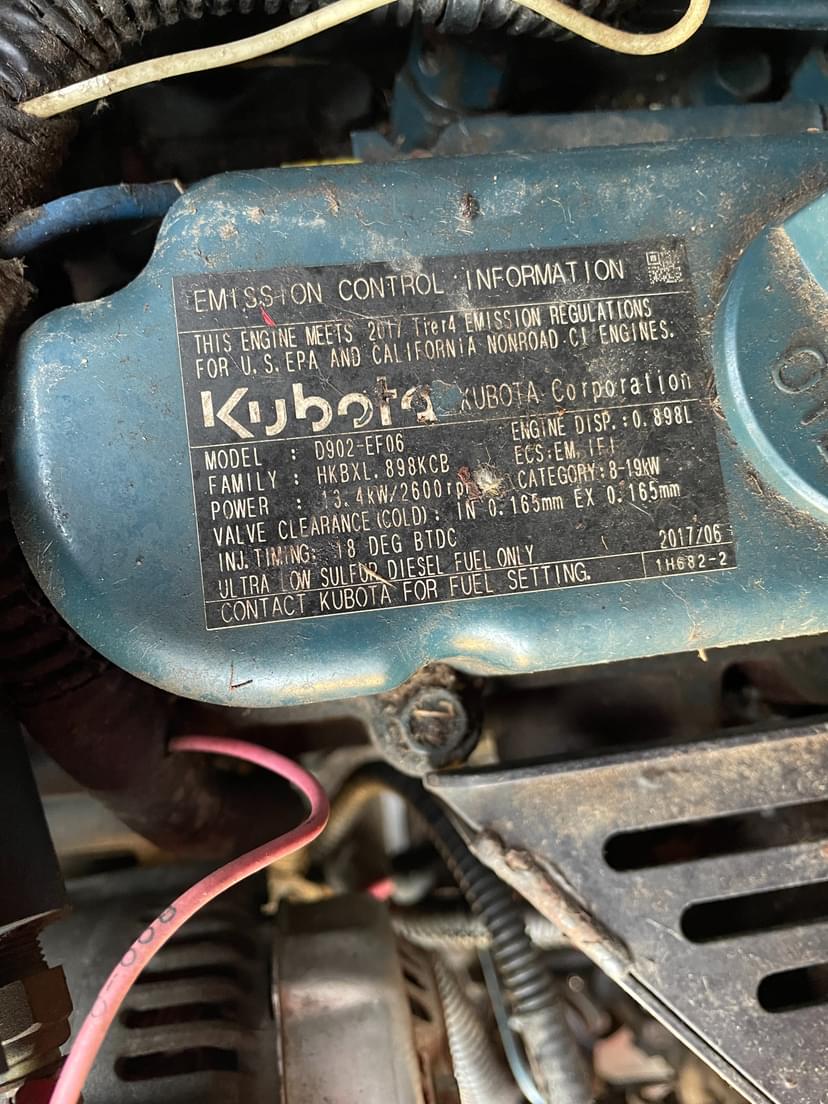 EMISSION CONTROL INFORMATION
THIS ENGINE MEETS 2017 Tier4 EMISSION REGULATIONS
FOR U.S.EPA AND CALIFORNIA NONROAD CI ENGINES.
Kubota KUBOTA Corporation
MODEL : D902-EF06 ENGINE DISP.:0.898L
FAMILY : HKBXL.898KCB ECS:EM,IFI
POWER : 13.4kW/2600rpm CATEGORY:8-19kW
VALVE CLEARANCE(COLD): IN 0.165mm EX 0.165mm
INJ.TIMING: 18 DEG BTDC
ULTRA LOW SULFUR DIESEL FUEL ONLY 2017/06
CONTACT KUBOTA FOR FUEL SETTING. 1H682-2